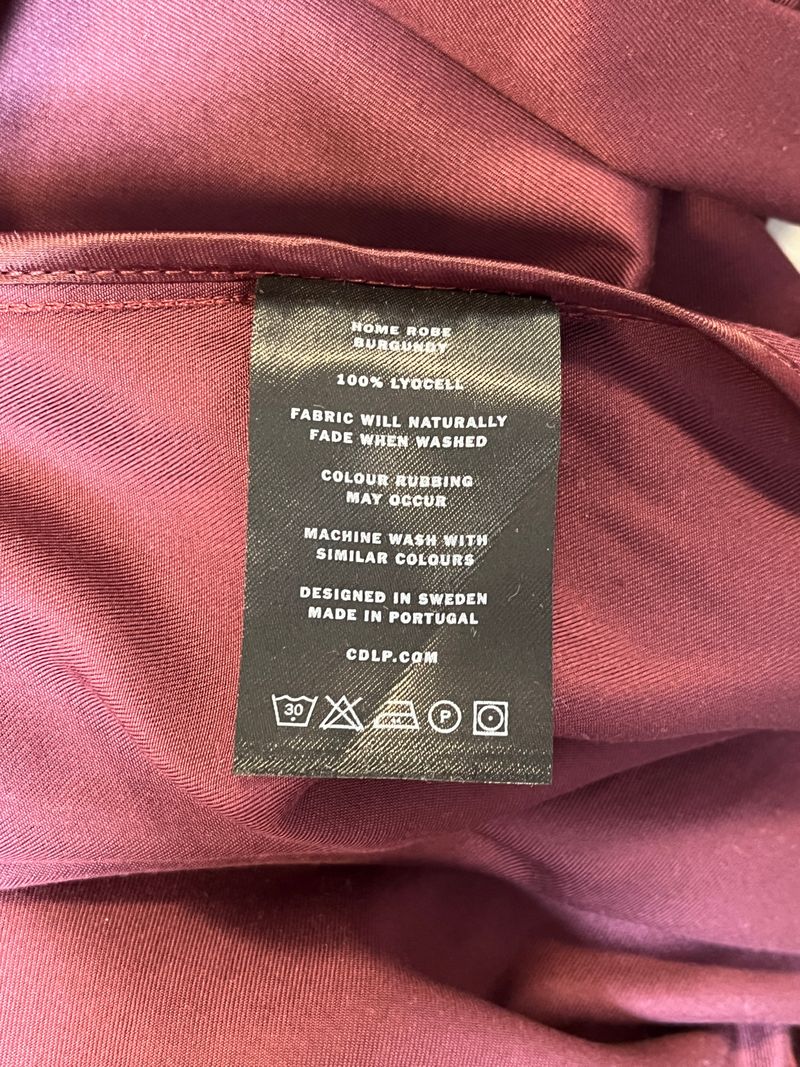 HOME ROBE
BURGUNDY
100% LYOCELL
FABRIC WILL NATURALLY
FADE WHEN WASHED
COLOUR RUBBING
MAY OCCUR
MACHINE WASH WITH
SIMILAR COLOURS
DESIGNED IN SWEDEN
MADE IN PORTUGAL
CDLP.COM
30 P